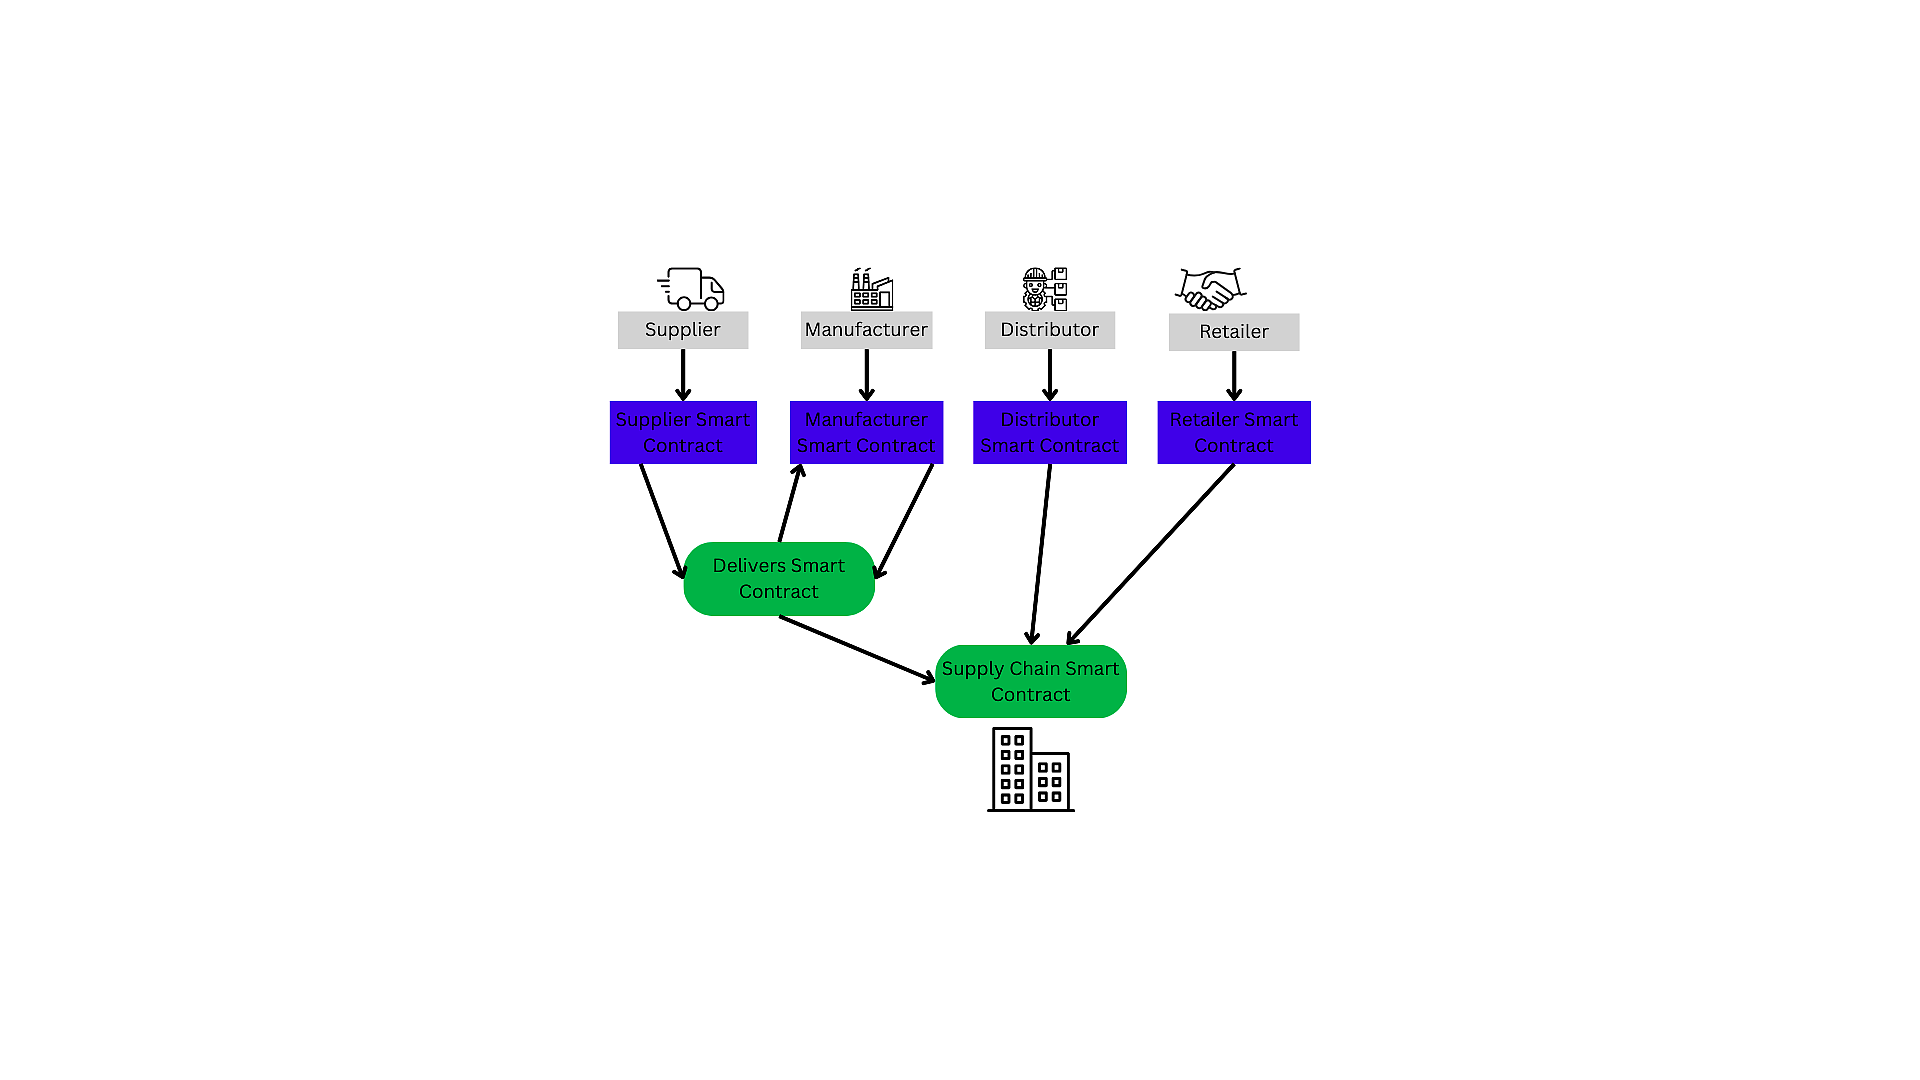 Supplier
Manufacturer
Distributor
Retailer
Supplier Smart
Contract
Manufacturer
Smart Contract
Distributor
Smart Contract
Retailer Smart
Contract
Delivers Smart
Contract
Supply Chain Smart
Contract